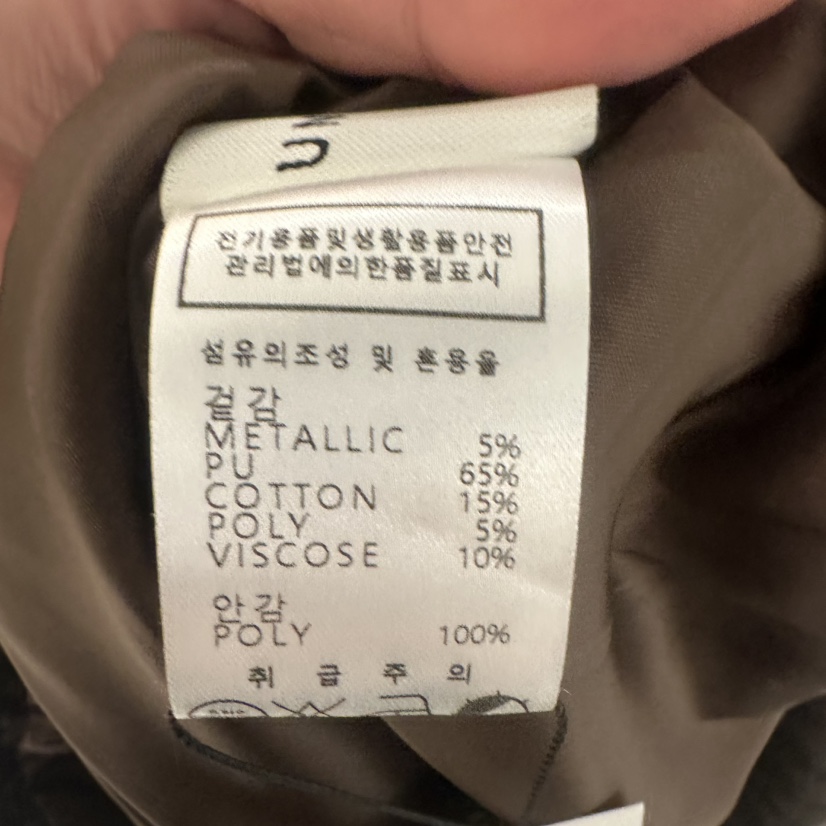 전기용품및생활용품안전
관리법에의한품질표시
섬유의조성 및 혼용율
겉감
METALLIC 5%
PU 65%
COTTON 15%
POLY 5%
VISCOSE 10%
안감
POLY 100%
취급주의